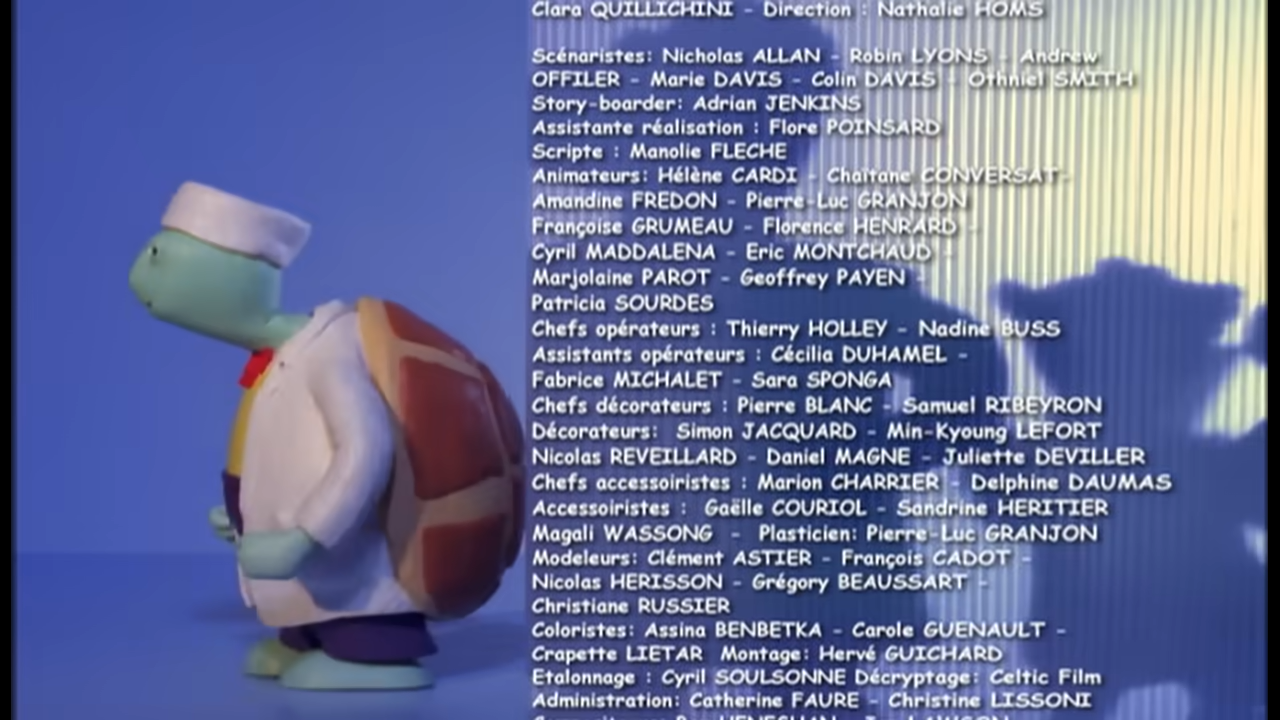 Clara QUILLICHINI - Direction : Nathalie HOMS
Scénaristes: Nicholas ALLAN - Robin LYONS - Andrew
OFFILER - Marie DAVIS - Colin DAVIS - Othniel SMITH
Story-boarder: Adrian JENKINS
Assistante réalisation : Flore POINSARD
Scripte : Manolie FLECHE
Animateurs: Hélène CARDI - Chaïtane CONVERSAT-
Amandine FREDON - Pierre-Luc GRANJON
Françoise GRUMEAU - Florence HENRARD -
Cyril MADDALENA - Eric MONTCHAUD -
Marjolaine PAROT - Geoffrey PAYEN -
Patricia SOURDES
Chefs opérateurs : Thierry HOLLEY - Nadine BUSS
Assistants opérateurs : Cécilia DUHAMEL -
Fabrice MICHALET - Sara SPONGA
Chefs décorateurs : Pierre BLANC - Samuel RIBEYRON
Décorateurs: Simon JACQUARD - Min-Kyoung LEFORT
Nicolas REVEILLARD - Daniel MAGNE - Juliette DEVILLER
Chefs accessoiristes : Marion CHARRIER - Delphine DAUMAS
Accessoiristes : Gaëlle COURIOL - Sandrine HERITIER
Magali WASSONG - Plasticien: Pierre-Luc GRANJON
Modeleurs: Clément ASTIER - François CADOT -
Nicolas HERISSON - Grégory BEAUSSART -
Christiane RUSSIER
Coloristes: Assina BENBETKA - Carole GUENAULT -
Crapette LIETAR Montage: Hervé GUICHARD
Etalonnage : Cyril SOULSONNE Décryptage: Celtic Film
Administration: Catherine FAURE - Christine LISSONI